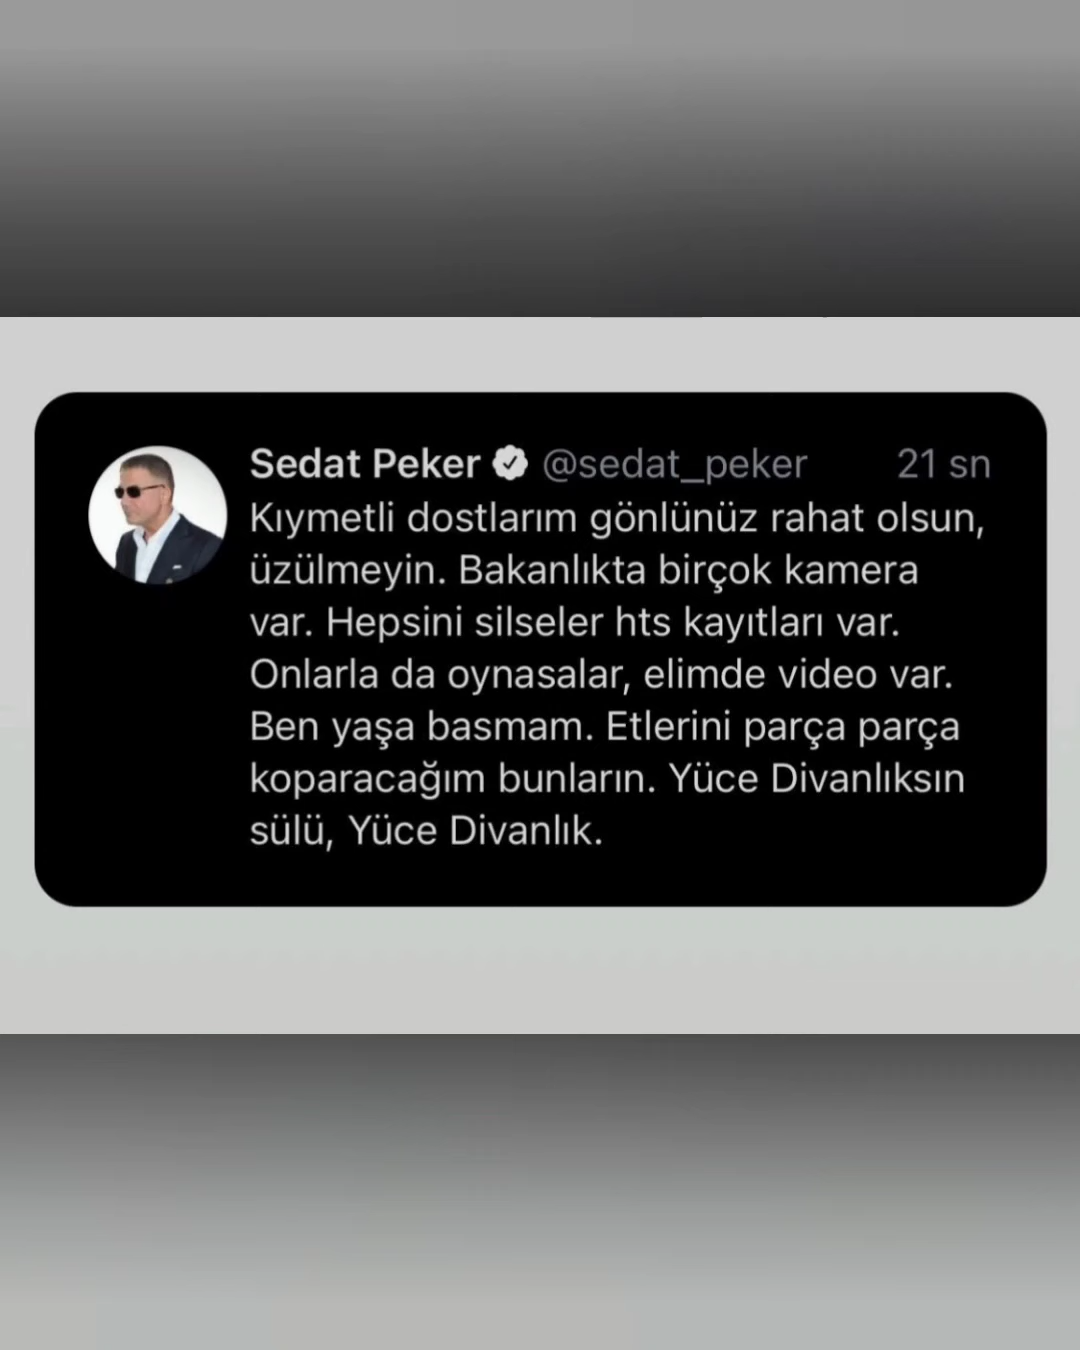 Sedat Peker @sedat_peker 21 sn
Kıymetli dostlarım gönlünüz rahat olsun,
üzülmeyin. Bakanlıkta birçok kamera
var. Hepsini silseler hts kayıtları var.
Onlarla da oynasalar, elimde video var.
Ben yaşa basmam. Etlerini parça parça
koparacağım bunların. Yüce Divanlıksın
sülü, Yüce Divanlık.